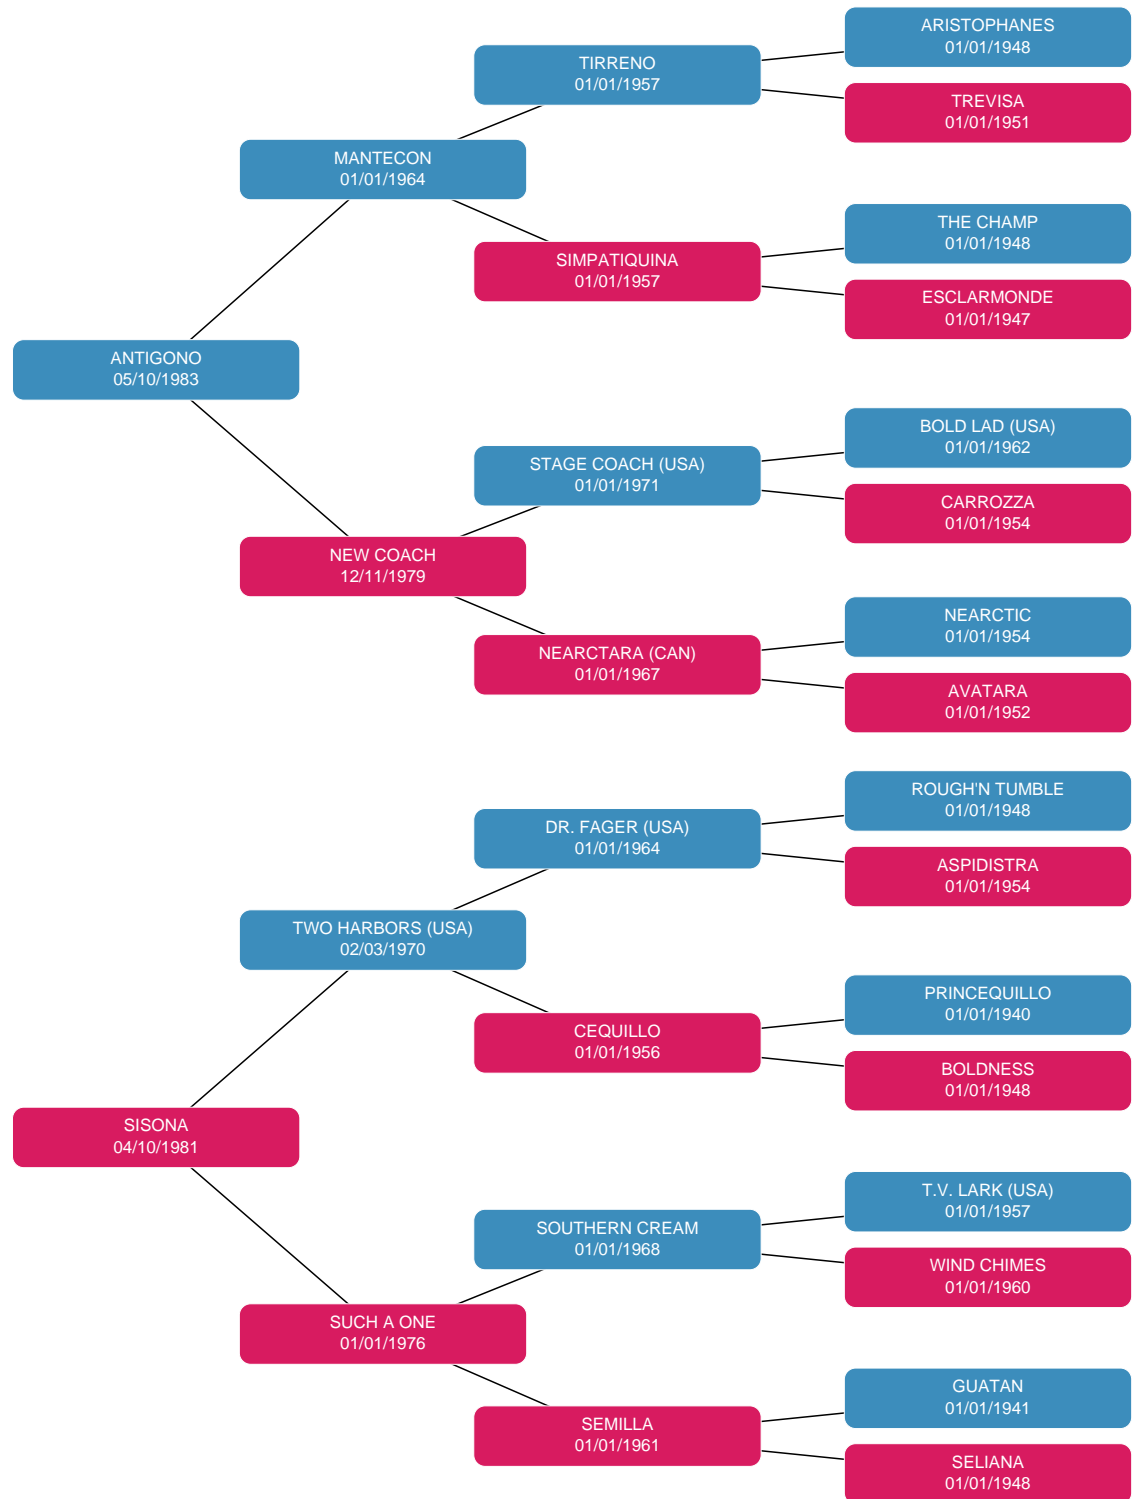 ARISTOPHANES
01/01/1948
TIRRENO
01/01/1957
TREVISA
01/01/1951
MANTECON
01/01/1964
THE CHAMP
01/01/1948
SIMPATIQUINA
01/01/1957
ESCLARMONDE
01/01/1947
ANTIGONO
05/10/1983
BOLD LAD (USA)
01/01/1962
STAGE COACH (USA)
01/01/1971
CARROZZA
01/01/1954
NEW COACH
12/11/1979
NEARCTIC
01/01/1954
NEARCTARA (CAN)
01/01/1967
AVATARA
01/01/1952
ROUGH'N TUMBLE
01/01/1948
DR. FAGER (USA)
01/01/1964
ASPIDISTRA
01/01/1954
TWO HARBORS (USA)
02/03/1970
PRINCEQUILLO
01/01/1940
CEQUILLO
01/01/1956
BOLDNESS
01/01/1948
SISONA
04/10/1981
T.V. LARK (USA)
01/01/1957
SOUTHERN CREAM
01/01/1968
WIND CHIMES
01/01/1960
SUCH A ONE
01/01/1976
GUATAN
01/01/1941
SEMILLA
01/01/1961
SELIANA
01/01/1948